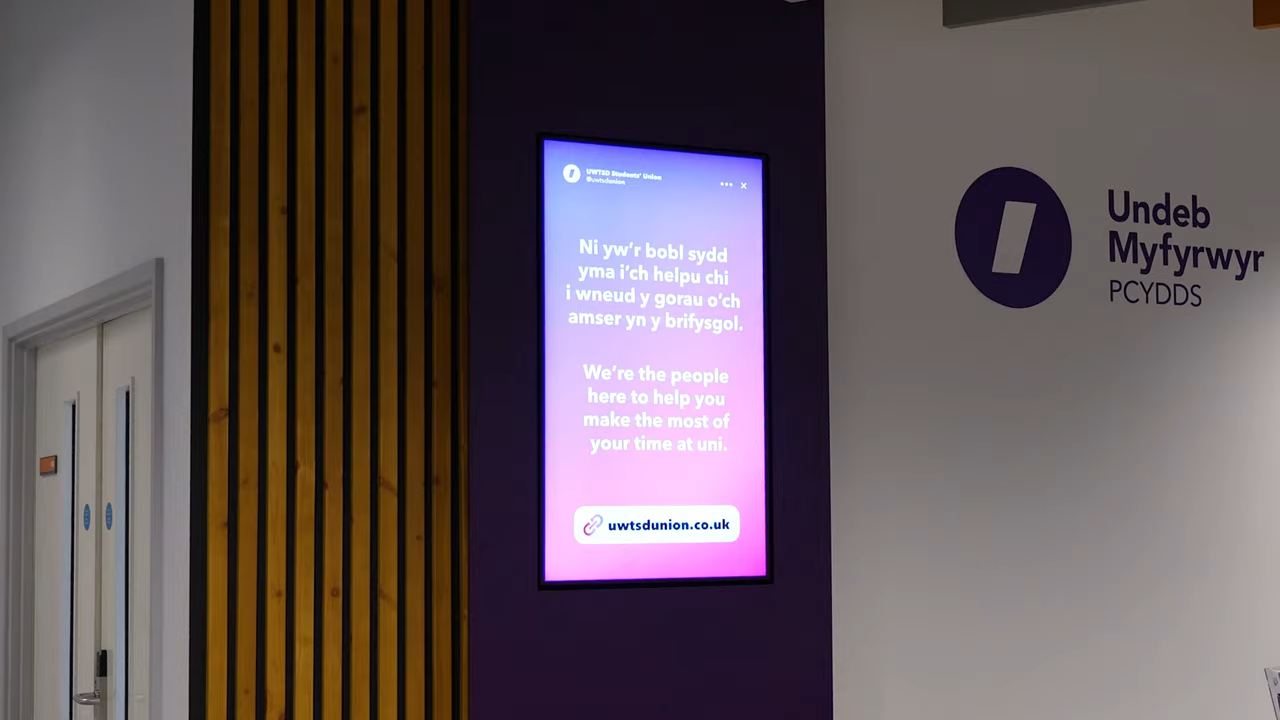 UWTSD Students' Union
@uwtsdunion
Ni yw'r bobl sydd
yma i'ch helpu chi
i wneud y gorau o'ch
amser yn y brifysgol.
We're the people
here to help you
make the most of
your time at uni.
uwtsdunion.co.uk
Undeb
Myfyrwyr
PCYDDS